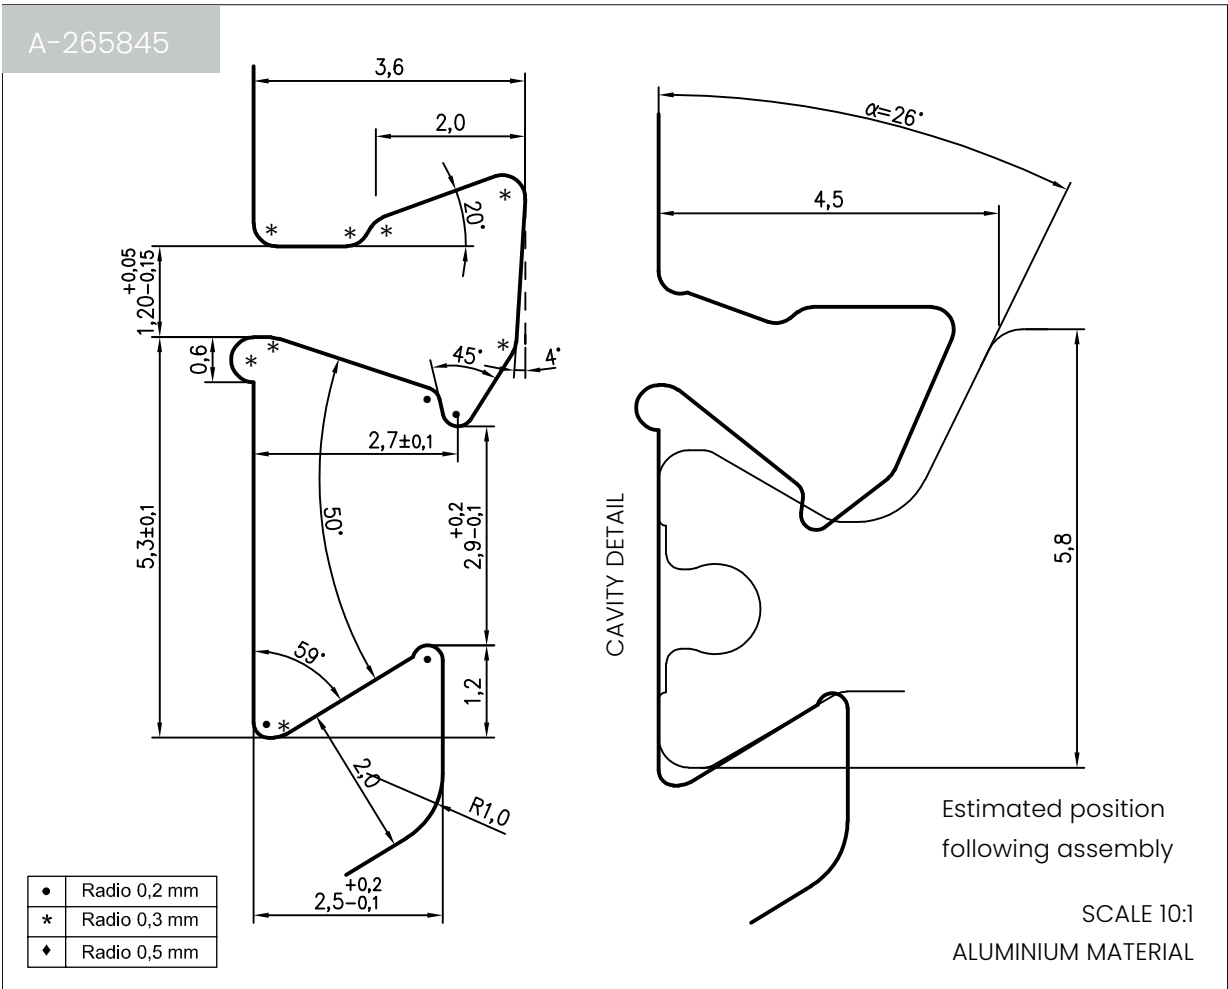 A-265845
3,6
2,0
α=26°
4,5
20°
+0,05
1,20-0,15
0,6
45°
4°
2,7±0,1
5,3±0,1
50°
+0,2
2,9-0,1
CAVITY DETAIL
5,8
59°
1,2
2,0
R1,0
Estimated position
following assembly
+0,2
2,5-0,1
• Radio 0,2 mm
* Radio 0,3 mm
♦ Radio 0,5 mm
SCALE 10:1
ALUMINIUM MATERIAL